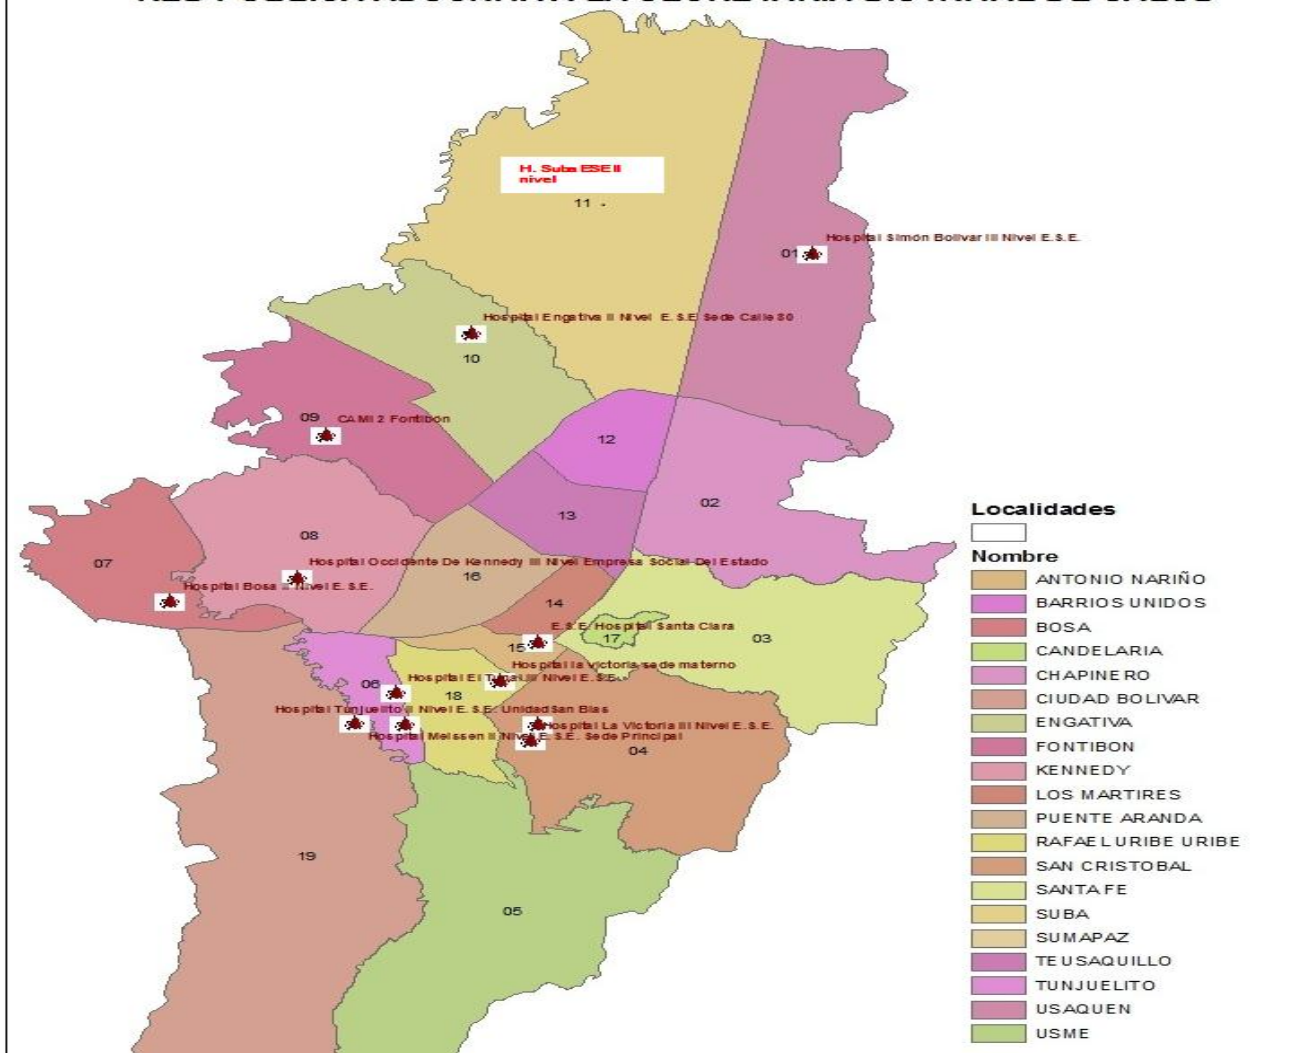 H. Suba ESE II
nivel
11
01
Hospital Simón Bolívar III Nivel E.S.E.
Hospital Engativa II Nivel E.S.E Sede Calle 80
10
09
CAMI 2 Fontibón
12
02
13
08
07
Hospital Occidente De Kennedy III Nivel Empresa Social Del Estado
16
Hospital Bosa II Nivel E.S.E.
14
E.S.E Hospital Santa Clara
17
03
15
Hospital la victoria sede materno
06
Hospital El Tunal III Nivel E.S.E.
18
Hospital Tunjuelito II Nivel E.S.E. Unidad San Blas
Hospital La Victoria III Nivel E.S.E.
Hospital Meissen II Nivel E.S.E. Sede Principal
04
19
05
Localidades
Nombre
ANTONIO NARIÑO
BARRIOS UNIDOS
BOSA
CANDELARIA
CHAPINERO
CIUDAD BOLIVAR
ENGATIVA
FONTIBON
KENNEDY
LOS MARTIRES
PUENTE ARANDA
RAFAEL URIBE URIBE
SAN CRISTOBAL
SANTA FE
SUBA
SUMAPAZ
TEUSAQUILLO
TUNJUELITO
USAQUEN
USME